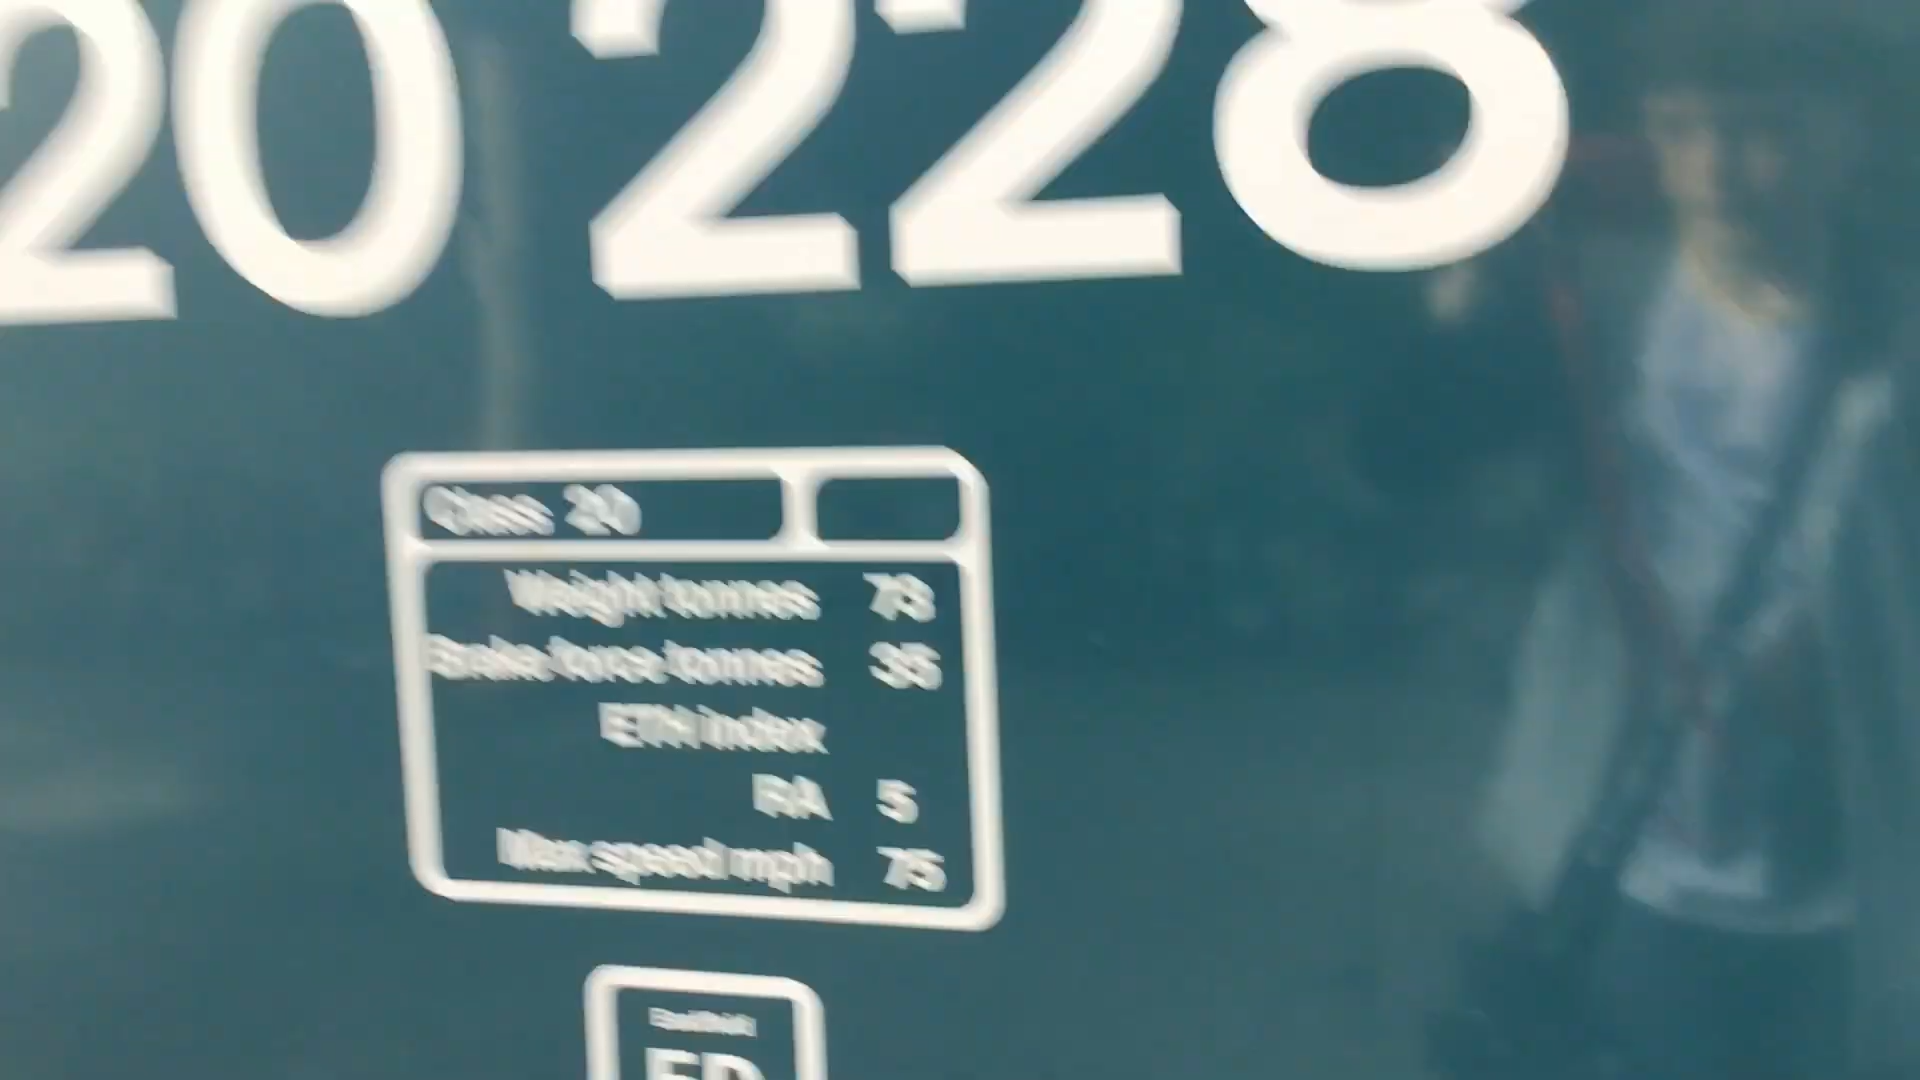 20 228
Class 20
Weight tonnes 73
Brake force tonnes 35
ETH index
RA 5
Max speed mph 75